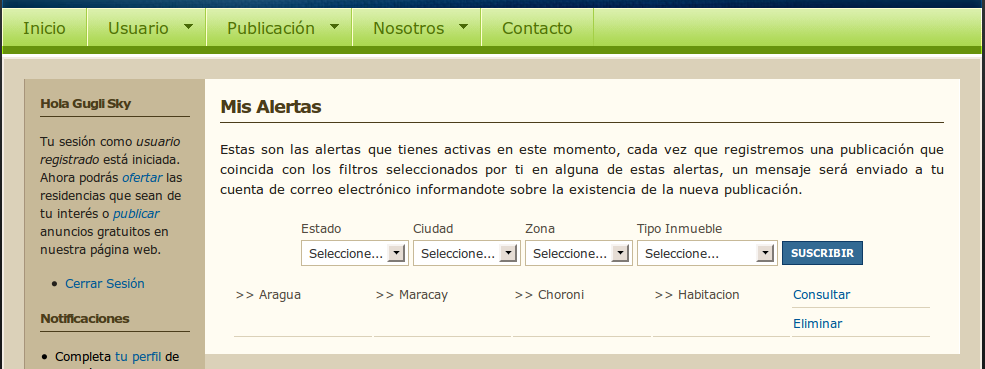 Inicio Usuario Publicación Nosotros Contacto
Hola Gugli Sky
Tu sesión como usuario
registrado está iniciada.
Ahora podrás ofertar las
residencias que sean de
tu interés o publicar
anuncios gratuitos en
nuestra página web.
Cerrar Sesión
Notificaciones
Completa tu perfil de
Mis Alertas
Estas son las alertas que tienes activas en este momento, cada vez que registremos una publicación que
coincida con los filtros seleccionados por ti en alguna de estas alertas, un mensaje será enviado a tu
cuenta de correo electrónico informandote sobre la existencia de la nueva publicación.
Estado Ciudad Zona Tipo Inmueble
Seleccione... Seleccione... Seleccione... Seleccione... SUSCRIBIR
>> Aragua >> Maracay >> Choroni >> Habitacion Consultar
Eliminar